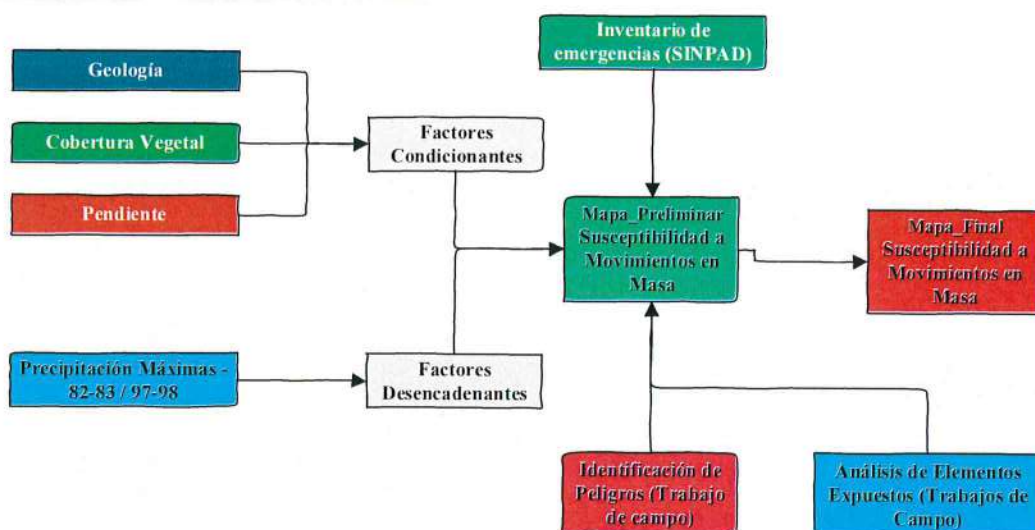 Inventario de
emergencias (SINPAD)
Geología
Cobertura Vegetal
Pendiente
Factores
Condicionantes
Mapa_Preliminar
Susceptibilidad a
Movimientos en
Masa
Mapa_Final
Susceptibilidad a
Movimientos en
Masa
Precipitación Máximas -
82-83 / 97-98
Factores
Desencadenantes
Identificación de
Peligros (Trabajo
de campo)
Análisis de Elementos
Expuestos (Trabajos de
Campo)